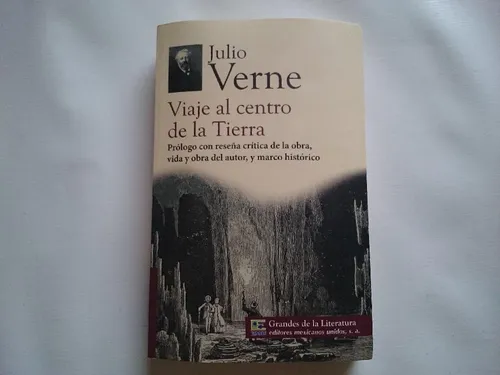 Julio
Verne
Viaje al centro
de la Tierra
Prólogo con reseña crítica de la obra,
vida y obra del autor, y marco histórico
Grandes de la Literatura
editores mexicanos unidos, s. a.